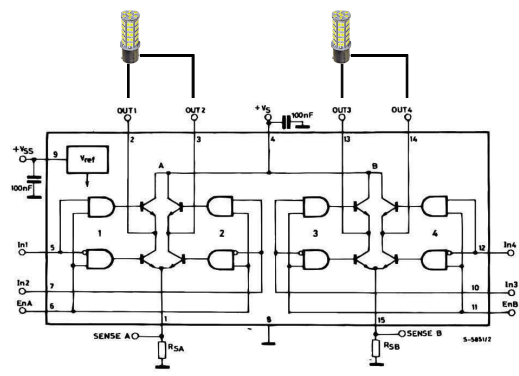 OUT1
OUT2
+VS
100nF
OUT3
OUT4
2
3
4
13
14
+VSS
9
Vref
100nF
A
B
1
2
3
4
In1
5
12
In4
In2
7
10
In3
EnA
6
11
EnB
1
8
15
SENSE A
SENSE B
S-5851/2
RSA
RSB